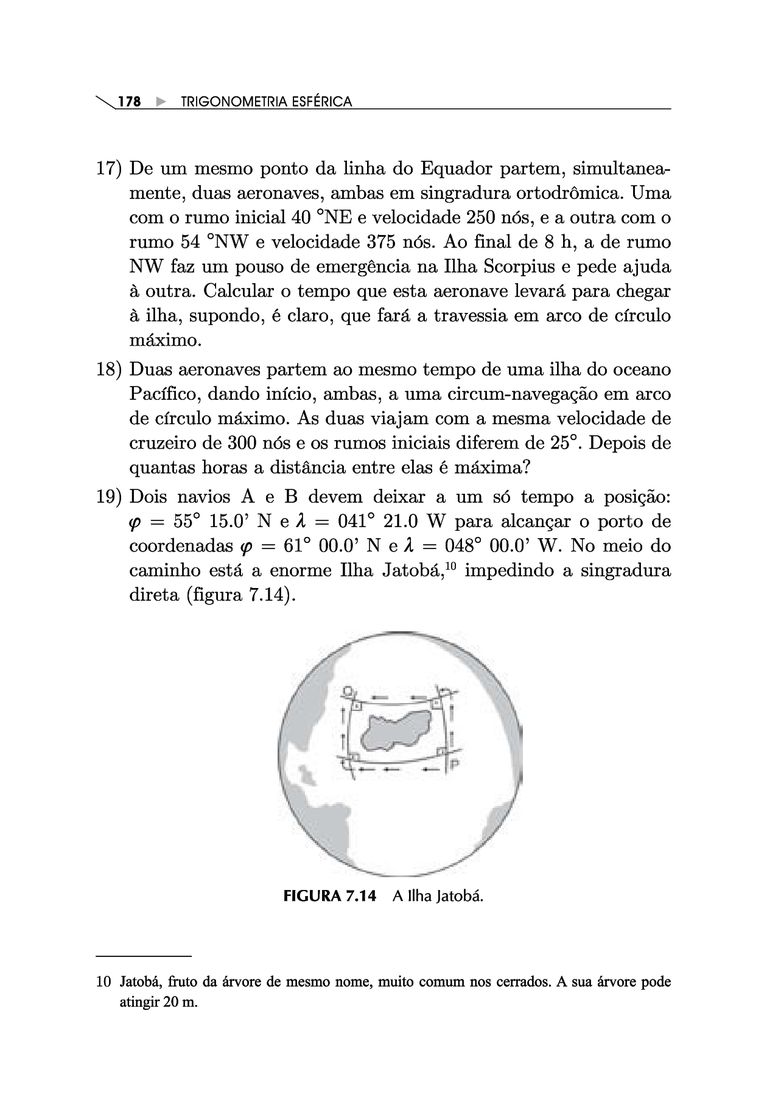 178 ▶ TRIGONOMETRIA ESFÉRICA
17) De um mesmo ponto da linha do Equador partem, simultanea-
mente, duas aeronaves, ambas em singradura ortodrômica. Uma
com o rumo inicial 40 °NE e velocidade 250 nós, e a outra com o
rumo 54 °NW e velocidade 375 nós. Ao final de 8 h, a de rumo
NW faz um pouso de emergência na Ilha Scorpius e pede ajuda
à outra. Calcular o tempo que esta aeronave levará para chegar
à ilha, supondo, é claro, que fará a travessia em arco de círculo
máximo.
18) Duas aeronaves partem ao mesmo tempo de uma ilha do oceano
Pacífico, dando início, ambas, a uma circum-navegação em arco
de círculo máximo. As duas viajam com a mesma velocidade de
cruzeiro de 300 nós e os rumos iniciais diferem de 25°. Depois de
quantas horas a distância entre elas é máxima?
19) Dois navios A e B devem deixar a um só tempo a posição:
φ = 55° 15.0’ N e λ = 041° 21.0 W para alcançar o porto de
coordenadas φ = 61° 00.0’ N e λ = 048° 00.0’ W. No meio do
caminho está a enorme Ilha Jatobá,¹⁰ impedindo a singradura
direta (figura 7.14).
Q
P
FIGURA 7.14 A Ilha Jatobá.
10 Jatobá, fruto da árvore de mesmo nome, muito comum nos cerrados. A sua árvore pode
atingir 20 m.